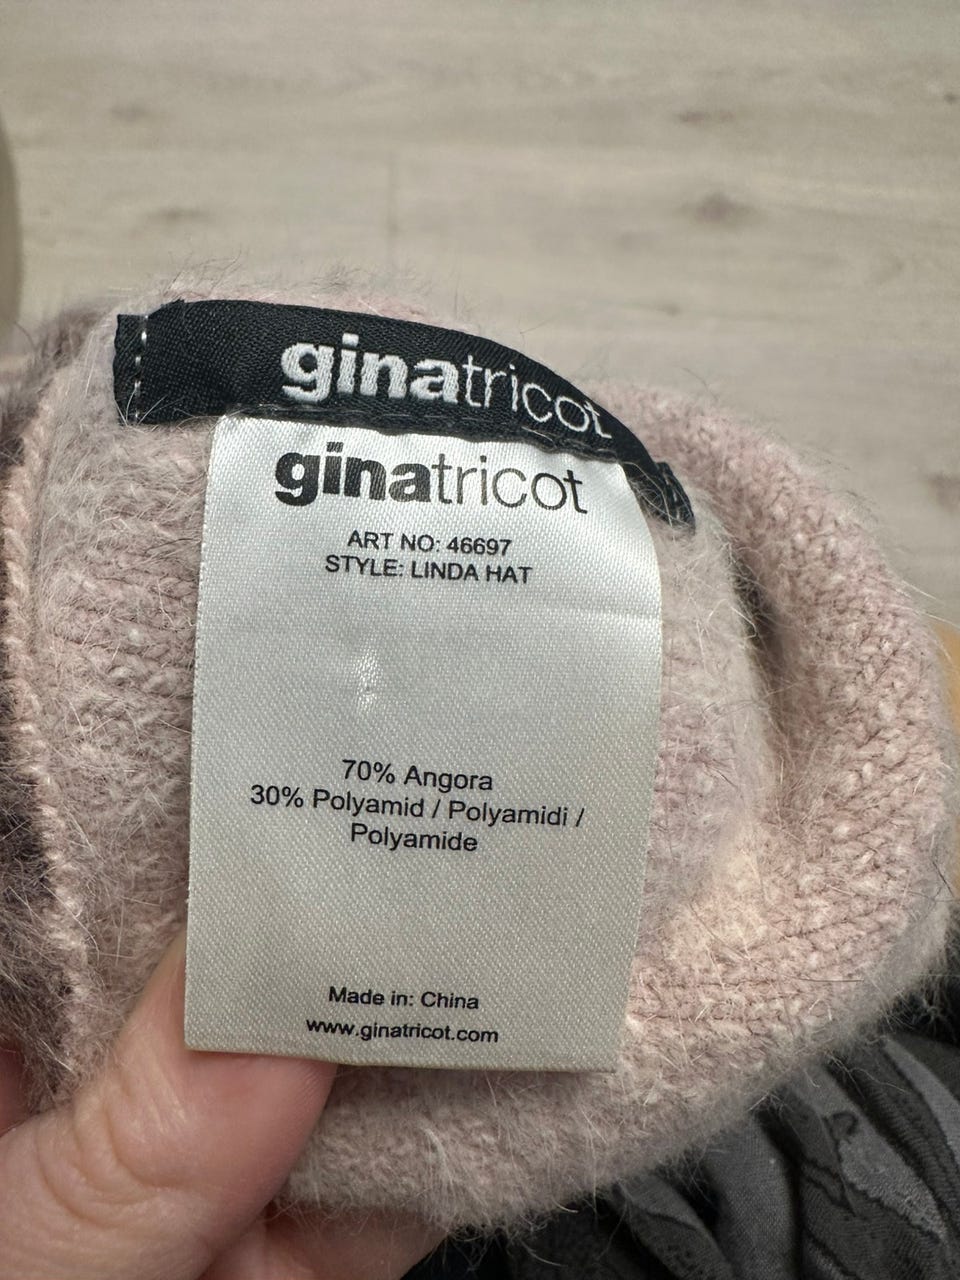 ginatricot
ginatricot
ART NO: 46697
STYLE: LINDA HAT
70% Angora
30% Polyamid / Polyamidi /
Polyamide
Made in: China
www.ginatricot.com